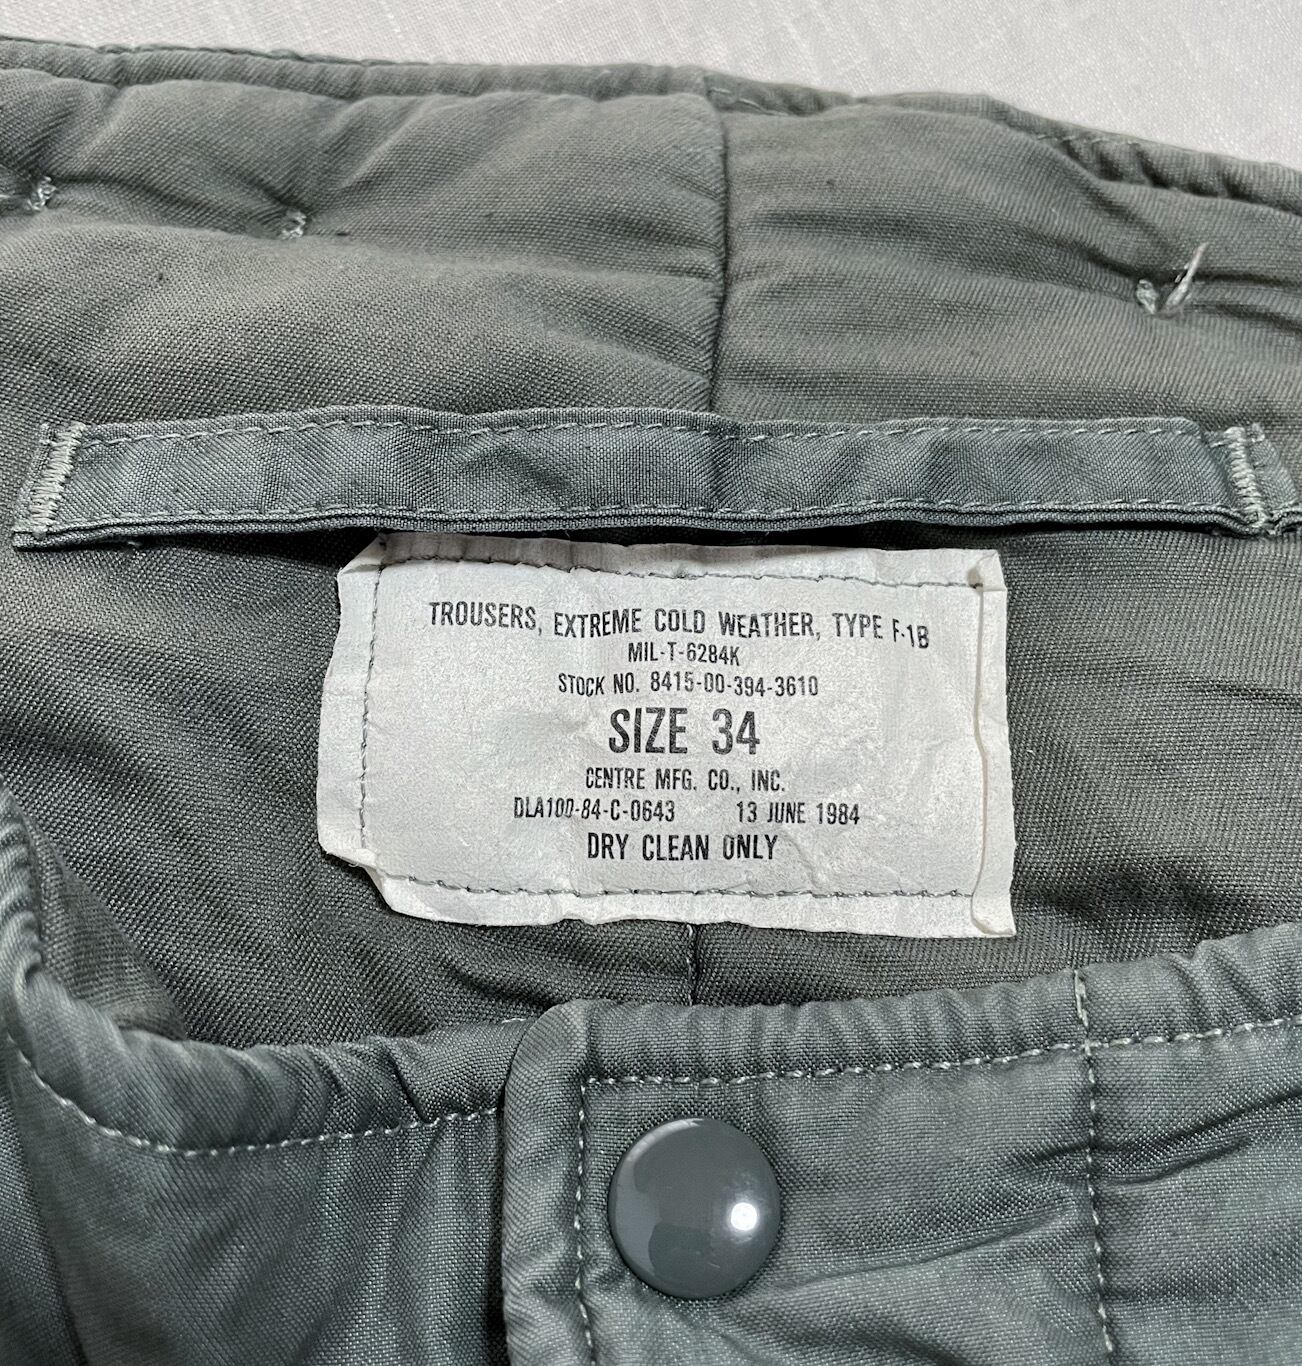 TROUSERS, EXTREME COLD WEATHER, TYPE F-1B
MIL-T-6284K
STOCK NO. 8415-00-394-3610
SIZE 34
CENTRE MFG. CO., INC.
DLA100-84-C-0643 13 JUNE 1984
DRY CLEAN ONLY